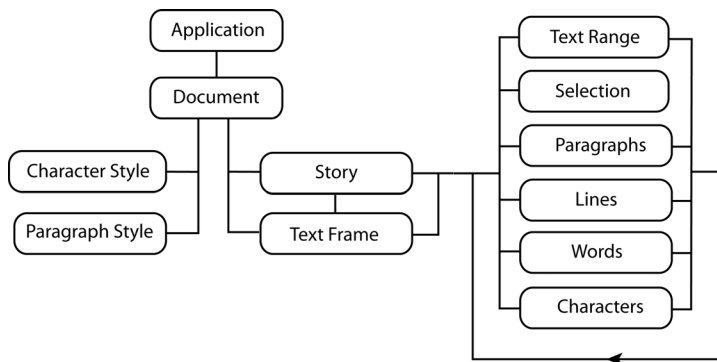 Application
Document
Character Style
Paragraph Style
Story
Text Frame
Text Range
Selection
Paragraphs
Lines
Words
Characters